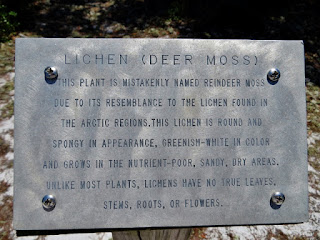 LICHEN (DEER MOSS)
THIS PLANT IS MISTAKENLY NAMED REINDEER MOSS
DUE TO ITS RESEMBLANCE TO THE LICHEN FOUND IN
THE ARCTIC REGIONS.THIS LICHEN IS ROUND AND
SPONGY IN APPEARANCE, GREENISH-WHITE IN COLOR
AND GROWS IN THE NUTRIENT-POOR, SANDY, DRY AREAS.
UNLIKE MOST PLANTS, LICHENS HAVE NO TRUE LEAVES,
STEMS, ROOTS, OR FLOWERS.